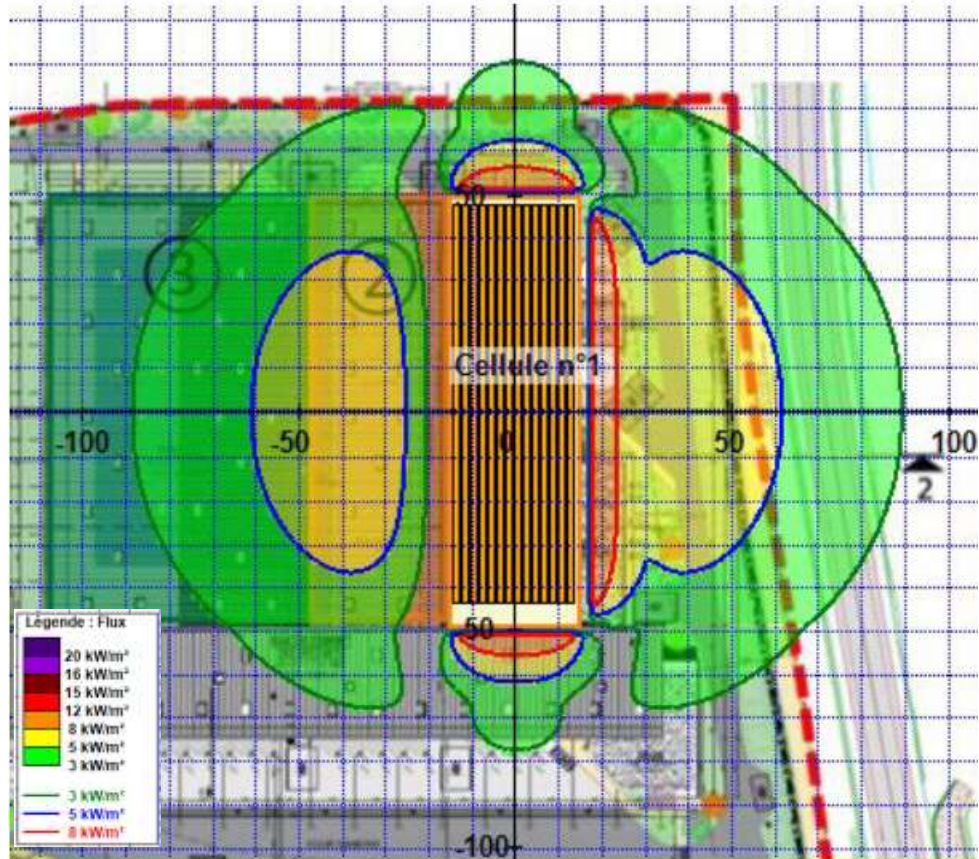 50
3
2
Cellule n°1
-100
-50
0
50
100
2
50
-100
Légende : Flux
20 kW/m²
16 kW/m²
15 kW/m²
12 kW/m²
8 kW/m²
5 kW/m²
3 kW/m²
3 kW/m²
5 kW/m²
8 kW/m²